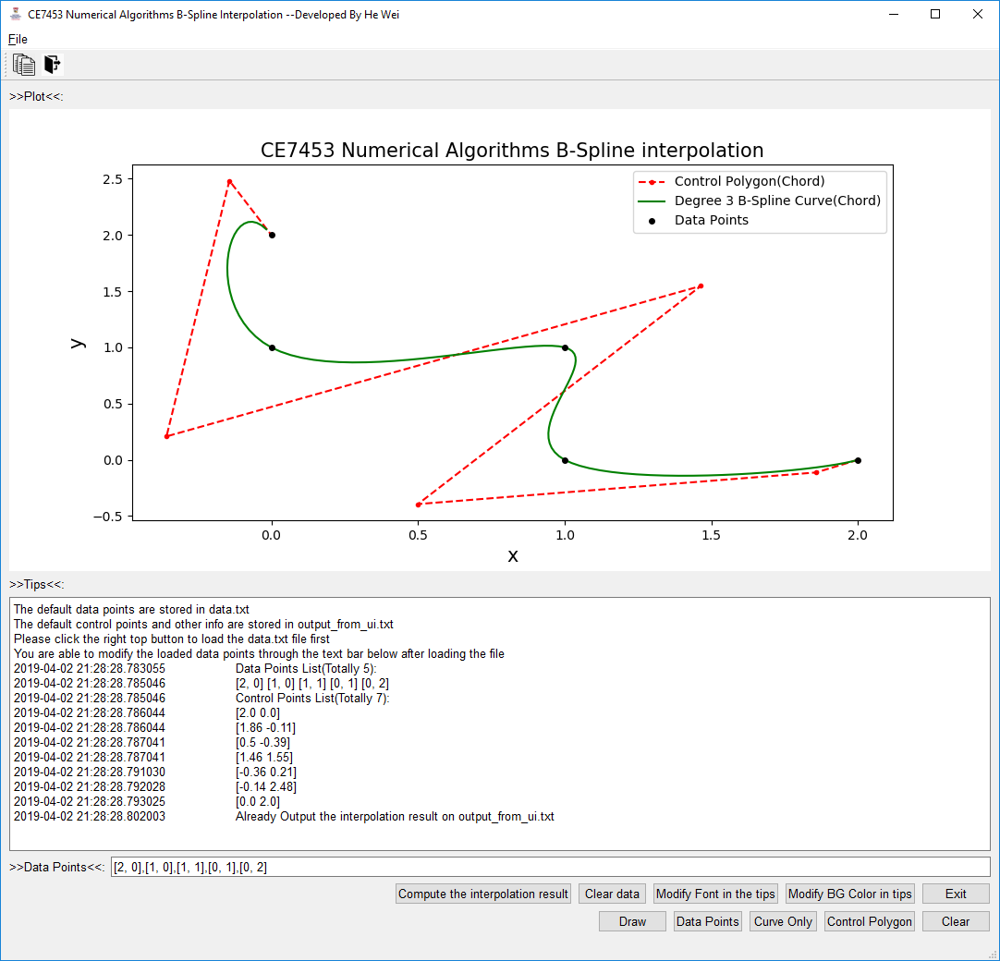 CE7453 Numerical Algorithms B-Spline Interpolation --Developed By He Wei
File
>>Plot<<:
CE7453 Numerical Algorithms B-Spline interpolation
Control Polygon(Chord)
Degree 3 B-Spline Curve(Chord)
Data Points
2.5
2.0
1.5
1.0
0.5
0.0
−0.5
y
0.0 0.5 1.0 1.5 2.0
x
>>Tips<<:
The default data points are stored in data.txt
The default control points and other info are stored in output_from_ui.txt
Please click the right top button to load the data.txt file first
You are able to modify the loaded data points through the text bar below after loading the file
2019-04-02 21:28:28.783055 Data Points List(Totally 5):
2019-04-02 21:28:28.785046 [2, 0] [1, 0] [1, 1] [0, 1] [0, 2]
2019-04-02 21:28:28.785046 Control Points List(Totally 7):
2019-04-02 21:28:28.786044 [2.0 0.0]
2019-04-02 21:28:28.786044 [1.86 -0.11]
2019-04-02 21:28:28.787041 [0.5 -0.39]
2019-04-02 21:28:28.787041 [1.46 1.55]
2019-04-02 21:28:28.791030 [-0.36 0.21]
2019-04-02 21:28:28.792028 [-0.14 2.48]
2019-04-02 21:28:28.793025 [0.0 2.0]
2019-04-02 21:28:28.802003 Already Output the interpolation result on output_from_ui.txt
>>Data Points<<: [2, 0],[1, 0],[1, 1],[0, 1],[0, 2]
Compute the interpolation result Clear data Modify Font in the tips Modify BG Color in tips Exit
Draw Data Points Curve Only Control Polygon Clear